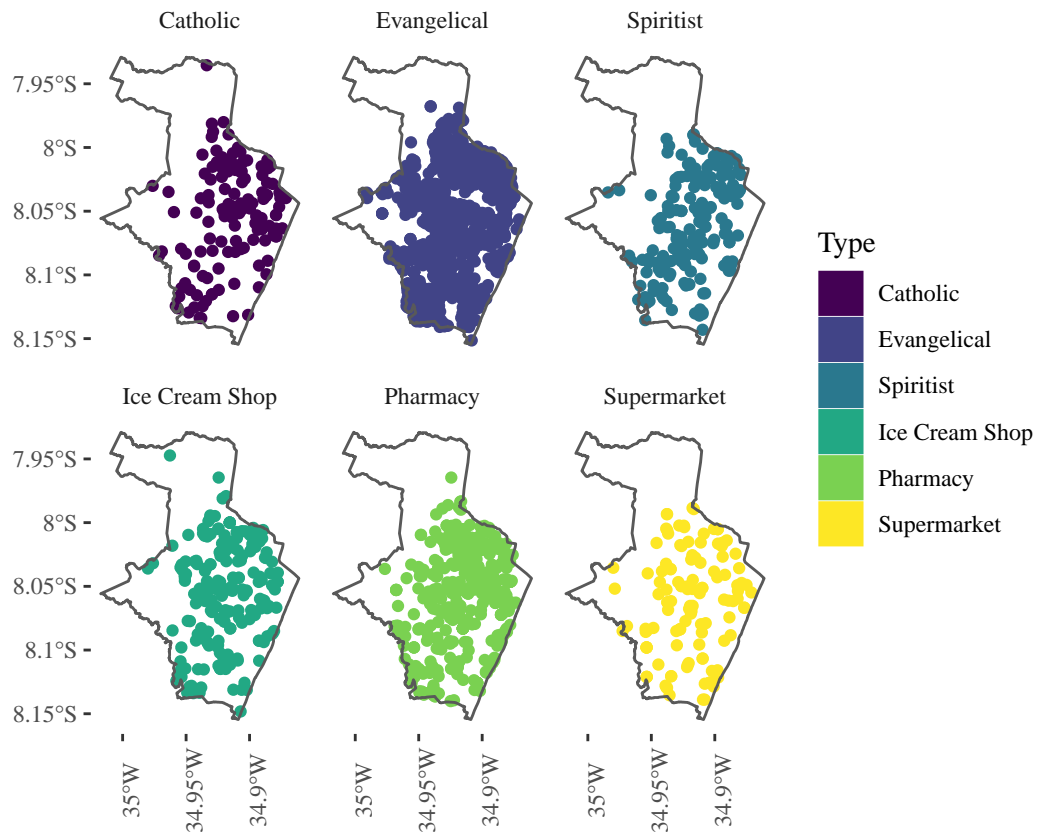 Catholic Evangelical Spiritist
7.95°S
8°S
8.05°S
8.1°S
8.15°S
Ice Cream Shop Pharmacy Supermarket
7.95°S
8°S
8.05°S
8.1°S
8.15°S
35°W 34.95°W 34.9°W 35°W 34.95°W 34.9°W 35°W 34.95°W 34.9°W
Type
Catholic
Evangelical
Spiritist
Ice Cream Shop
Pharmacy
Supermarket